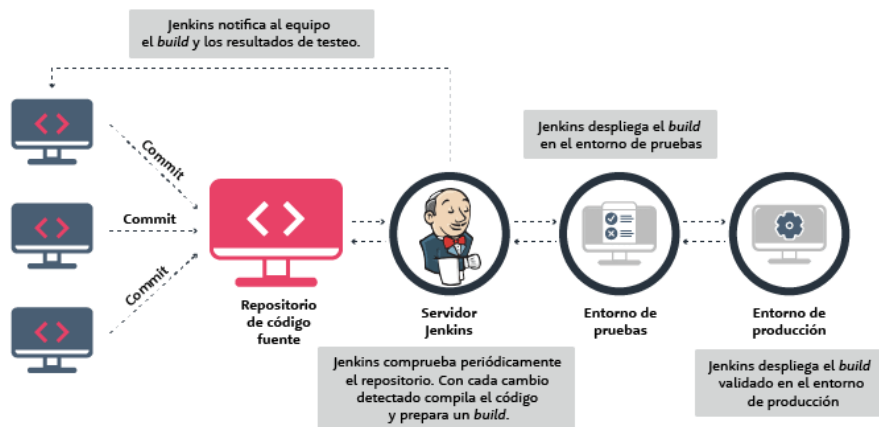 Jenkins notifica al equipo
el build y los resultados de testeo.
Commit
Commit
Commit
Jenkins despliega el build
en el entorno de pruebas
Repositorio
de código
fuente
Servidor
Jenkins
Entorno de
pruebas
Entorno de
producción
Jenkins comprueba periódicamente
el repositorio. Con cada cambio
detectado compila el código
y prepara un build.
Jenkins despliega el build
validado en el entorno
de producción